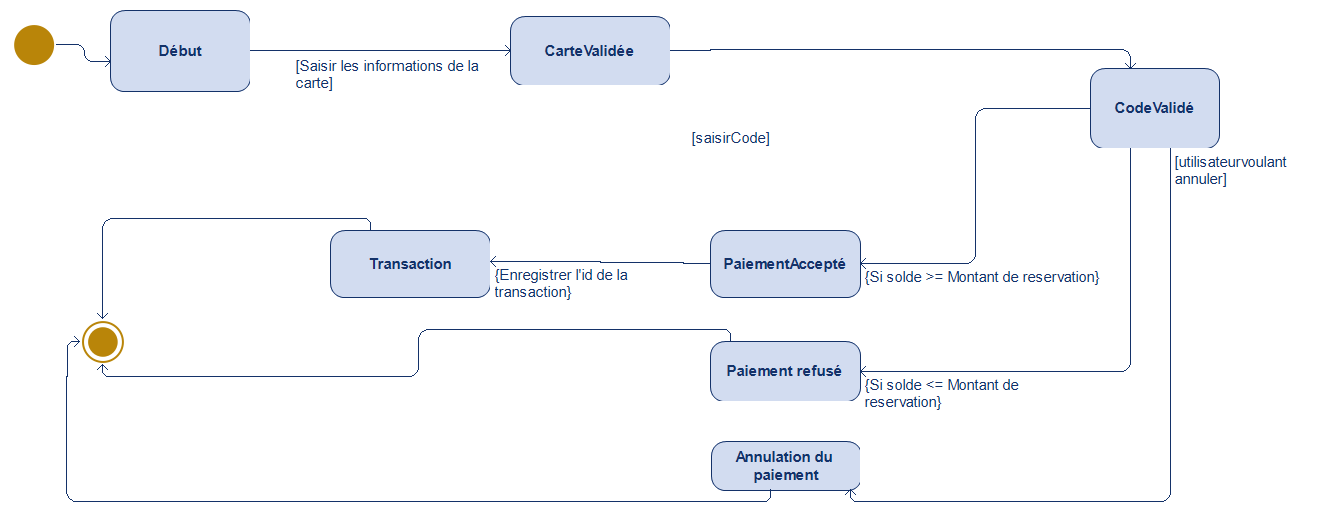 Début
[Saisir les informations de la
carte]
CarteValidée
CodeValidé
[saisirCode]
[utilisateurvoulant
annuler]
Transaction
{Enregistrer l'id de la
transaction}
PaiementAccepté
{Si solde >= Montant de reservation}
Paiement refusé
{Si solde <= Montant de
reservation}
Annulation du
paiement